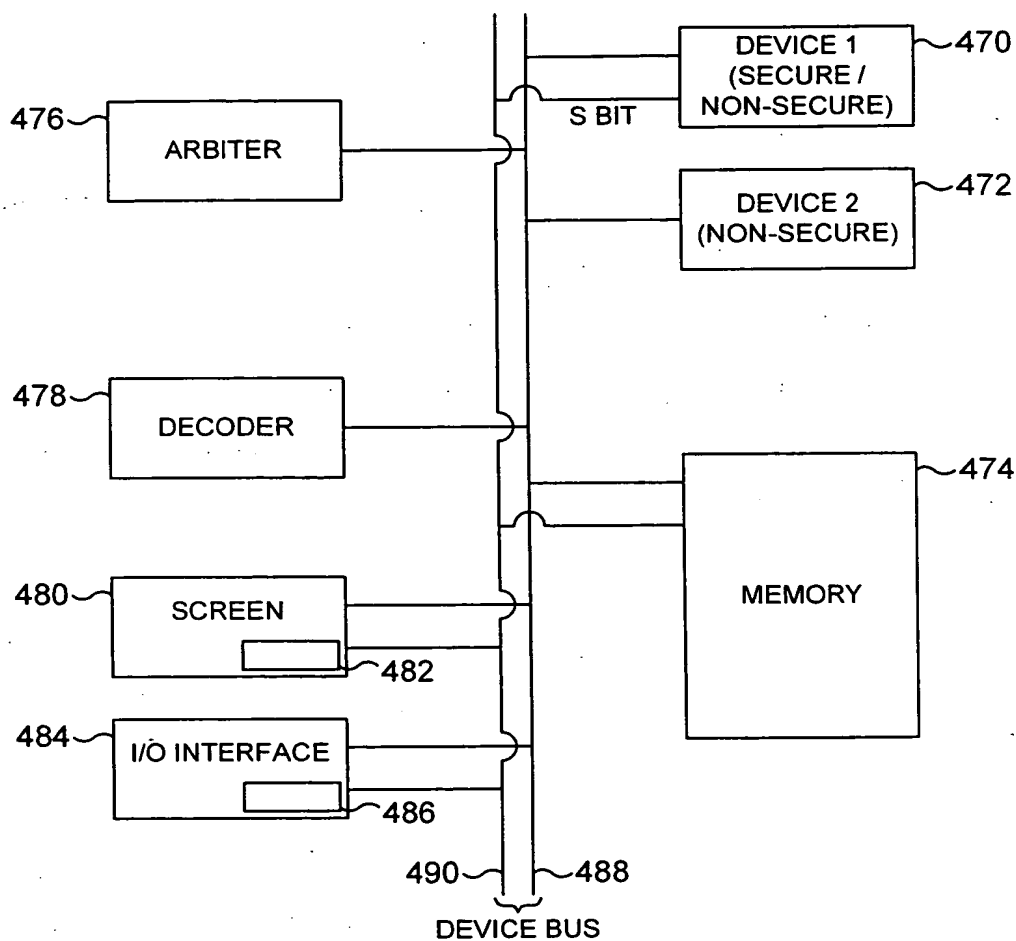 DEVICE 1
(SECURE /
NON-SECURE)
470
S BIT
476
ARBITER
DEVICE 2
(NON-SECURE)
472
478
DECODER
474
MEMORY
480
SCREEN
482
484
I/O INTERFACE
486
490
488
DEVICE BUS